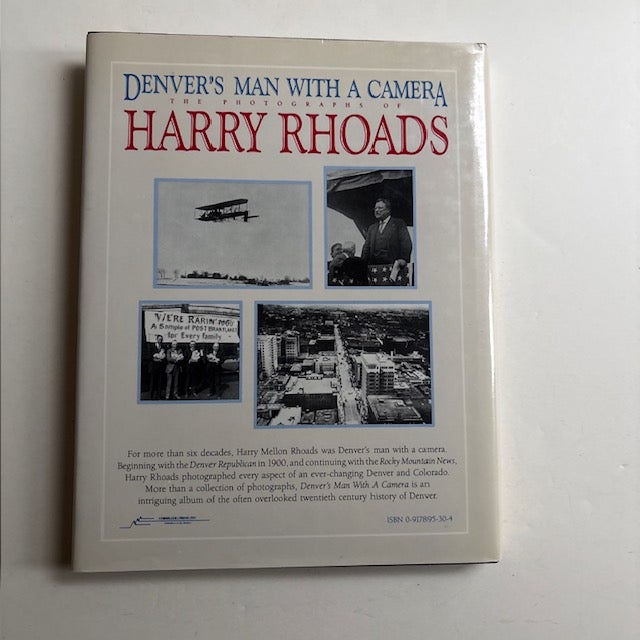 DENVER'S MAN WITH A CAMERA
THE PHOTOGRAPHS OF
HARRY RHOADS
WE'RE RARIN' TO GO!
A Sample of POST BRAN FLAKES
for Every family
For more than six decades, Harry Mellon Rhoads was Denver's man with a camera.
Beginning with the Denver Republican in 1900, and continuing with the Rocky Mountain News,
Harry Rhoads photographed every aspect of an ever-changing Denver and Colorado.
More than a collection of photographs, Denver's Man With A Camera is an
intriguing album of the often overlooked twentieth century history of Denver.
ISBN 0-917895-30-4